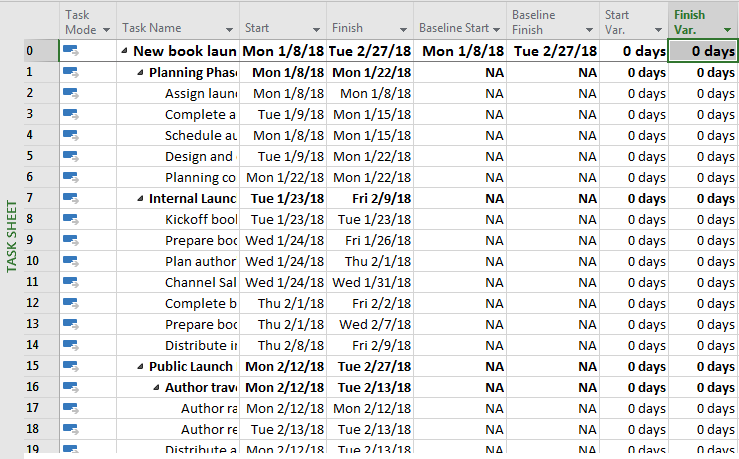 Task Mode Task Name Start Finish Baseline Start Baseline Finish Start Var. Finish Var.
0 New book laun Mon 1/8/18 Tue 2/27/18 Mon 1/8/18 Tue 2/27/18 0 days 0 days
1 Planning Phase Mon 1/8/18 Mon 1/22/18 NA NA 0 days 0 days
2 Assign laun Mon 1/8/18 Mon 1/8/18 NA NA 0 days 0 days
3 Complete a Tue 1/9/18 Mon 1/15/18 NA NA 0 days 0 days
4 Schedule au Mon 1/8/18 Mon 1/15/18 NA NA 0 days 0 days
5 Design and Tue 1/9/18 Mon 1/22/18 NA NA 0 days 0 days
6 Planning co Mon 1/22/18 Mon 1/22/18 NA NA 0 days 0 days
7 Internal Launc Tue 1/23/18 Fri 2/9/18 NA NA 0 days 0 days
8 Kickoff book Tue 1/23/18 Tue 1/23/18 NA NA 0 days 0 days
9 Prepare boo Wed 1/24/18 Fri 1/26/18 NA NA 0 days 0 days
10 Plan author Wed 1/24/18 Thu 2/1/18 NA NA 0 days 0 days
11 Channel Sal Wed 1/24/18 Wed 1/31/18 NA NA 0 days 0 days
12 Complete b Thu 2/1/18 Fri 2/2/18 NA NA 0 days 0 days
13 Prepare boo Thu 2/1/18 Wed 2/7/18 NA NA 0 days 0 days
14 Distribute in Thu 2/8/18 Fri 2/9/18 NA NA 0 days 0 days
15 Public Launch Mon 2/12/18 Tue 2/27/18 NA NA 0 days 0 days
16 Author trave Mon 2/12/18 Tue 2/13/18 NA NA 0 days 0 days
17 Author ra Mon 2/12/18 Mon 2/12/18 NA NA 0 days 0 days
18 Author re Tue 2/13/18 Tue 2/13/18 NA NA 0 days 0 days
19 Distribute a Mon 2/12/18 Tue 2/13/18 NA NA 0 days 0 days
TASK SHEET